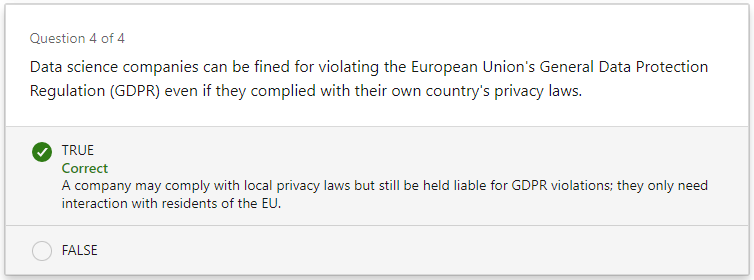 Question 4 of 4
Data science companies can be fined for violating the European Union's General Data Protection
Regulation (GDPR) even if they complied with their own country's privacy laws.
TRUE
Correct
A company may comply with local privacy laws but still be held liable for GDPR violations; they only need
interaction with residents of the EU.
FALSE